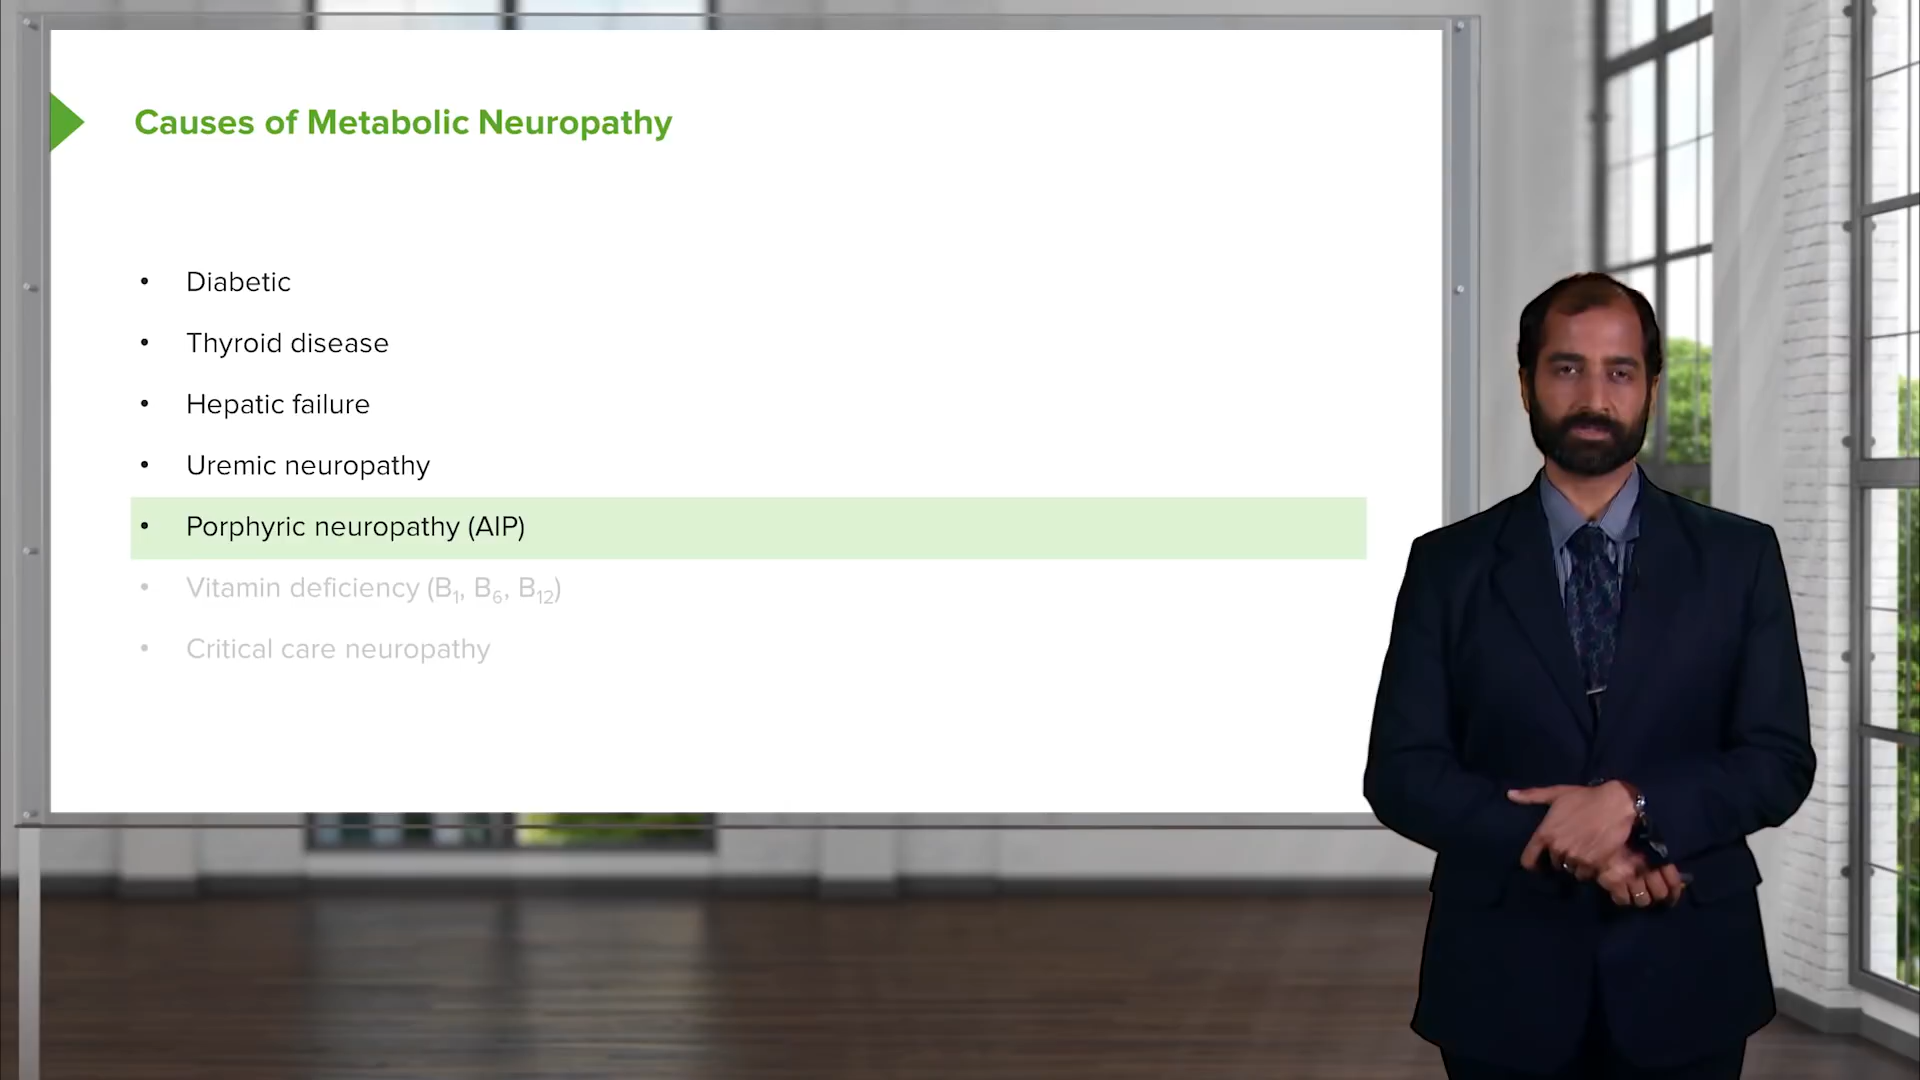 Causes of Metabolic Neuropathy
• Diabetic
• Thyroid disease
• Hepatic failure
• Uremic neuropathy
• Porphyric neuropathy (AIP)
• Vitamin deficiency (B₁, B₆, B₁₂)
• Critical care neuropathy